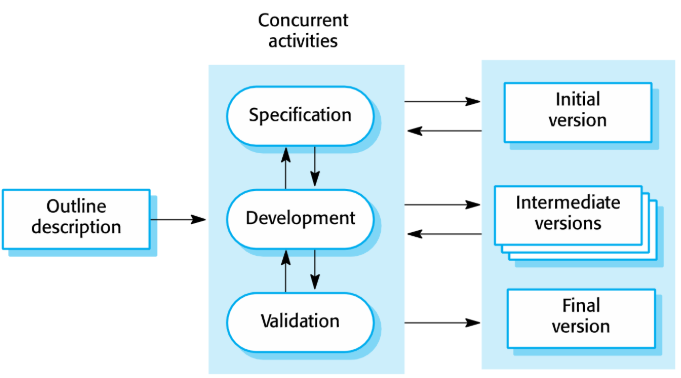 Concurrent
activities
Specification
Initial
version
Outline
description
Development
Intermediate
versions
Validation
Final
version